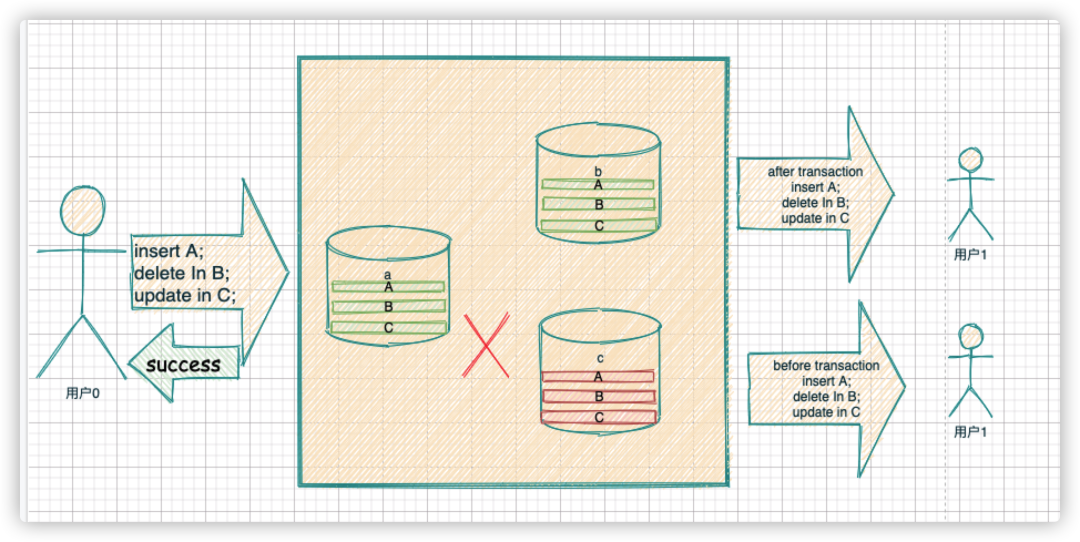 insert A;
delete In B;
update in C;
success
用户0
a
A
B
C
b
A
B
C
c
A
B
C
after transaction
insert A;
delete In B;
update in C
用户1
before transaction
insert A;
delete In B;
update in C
用户1